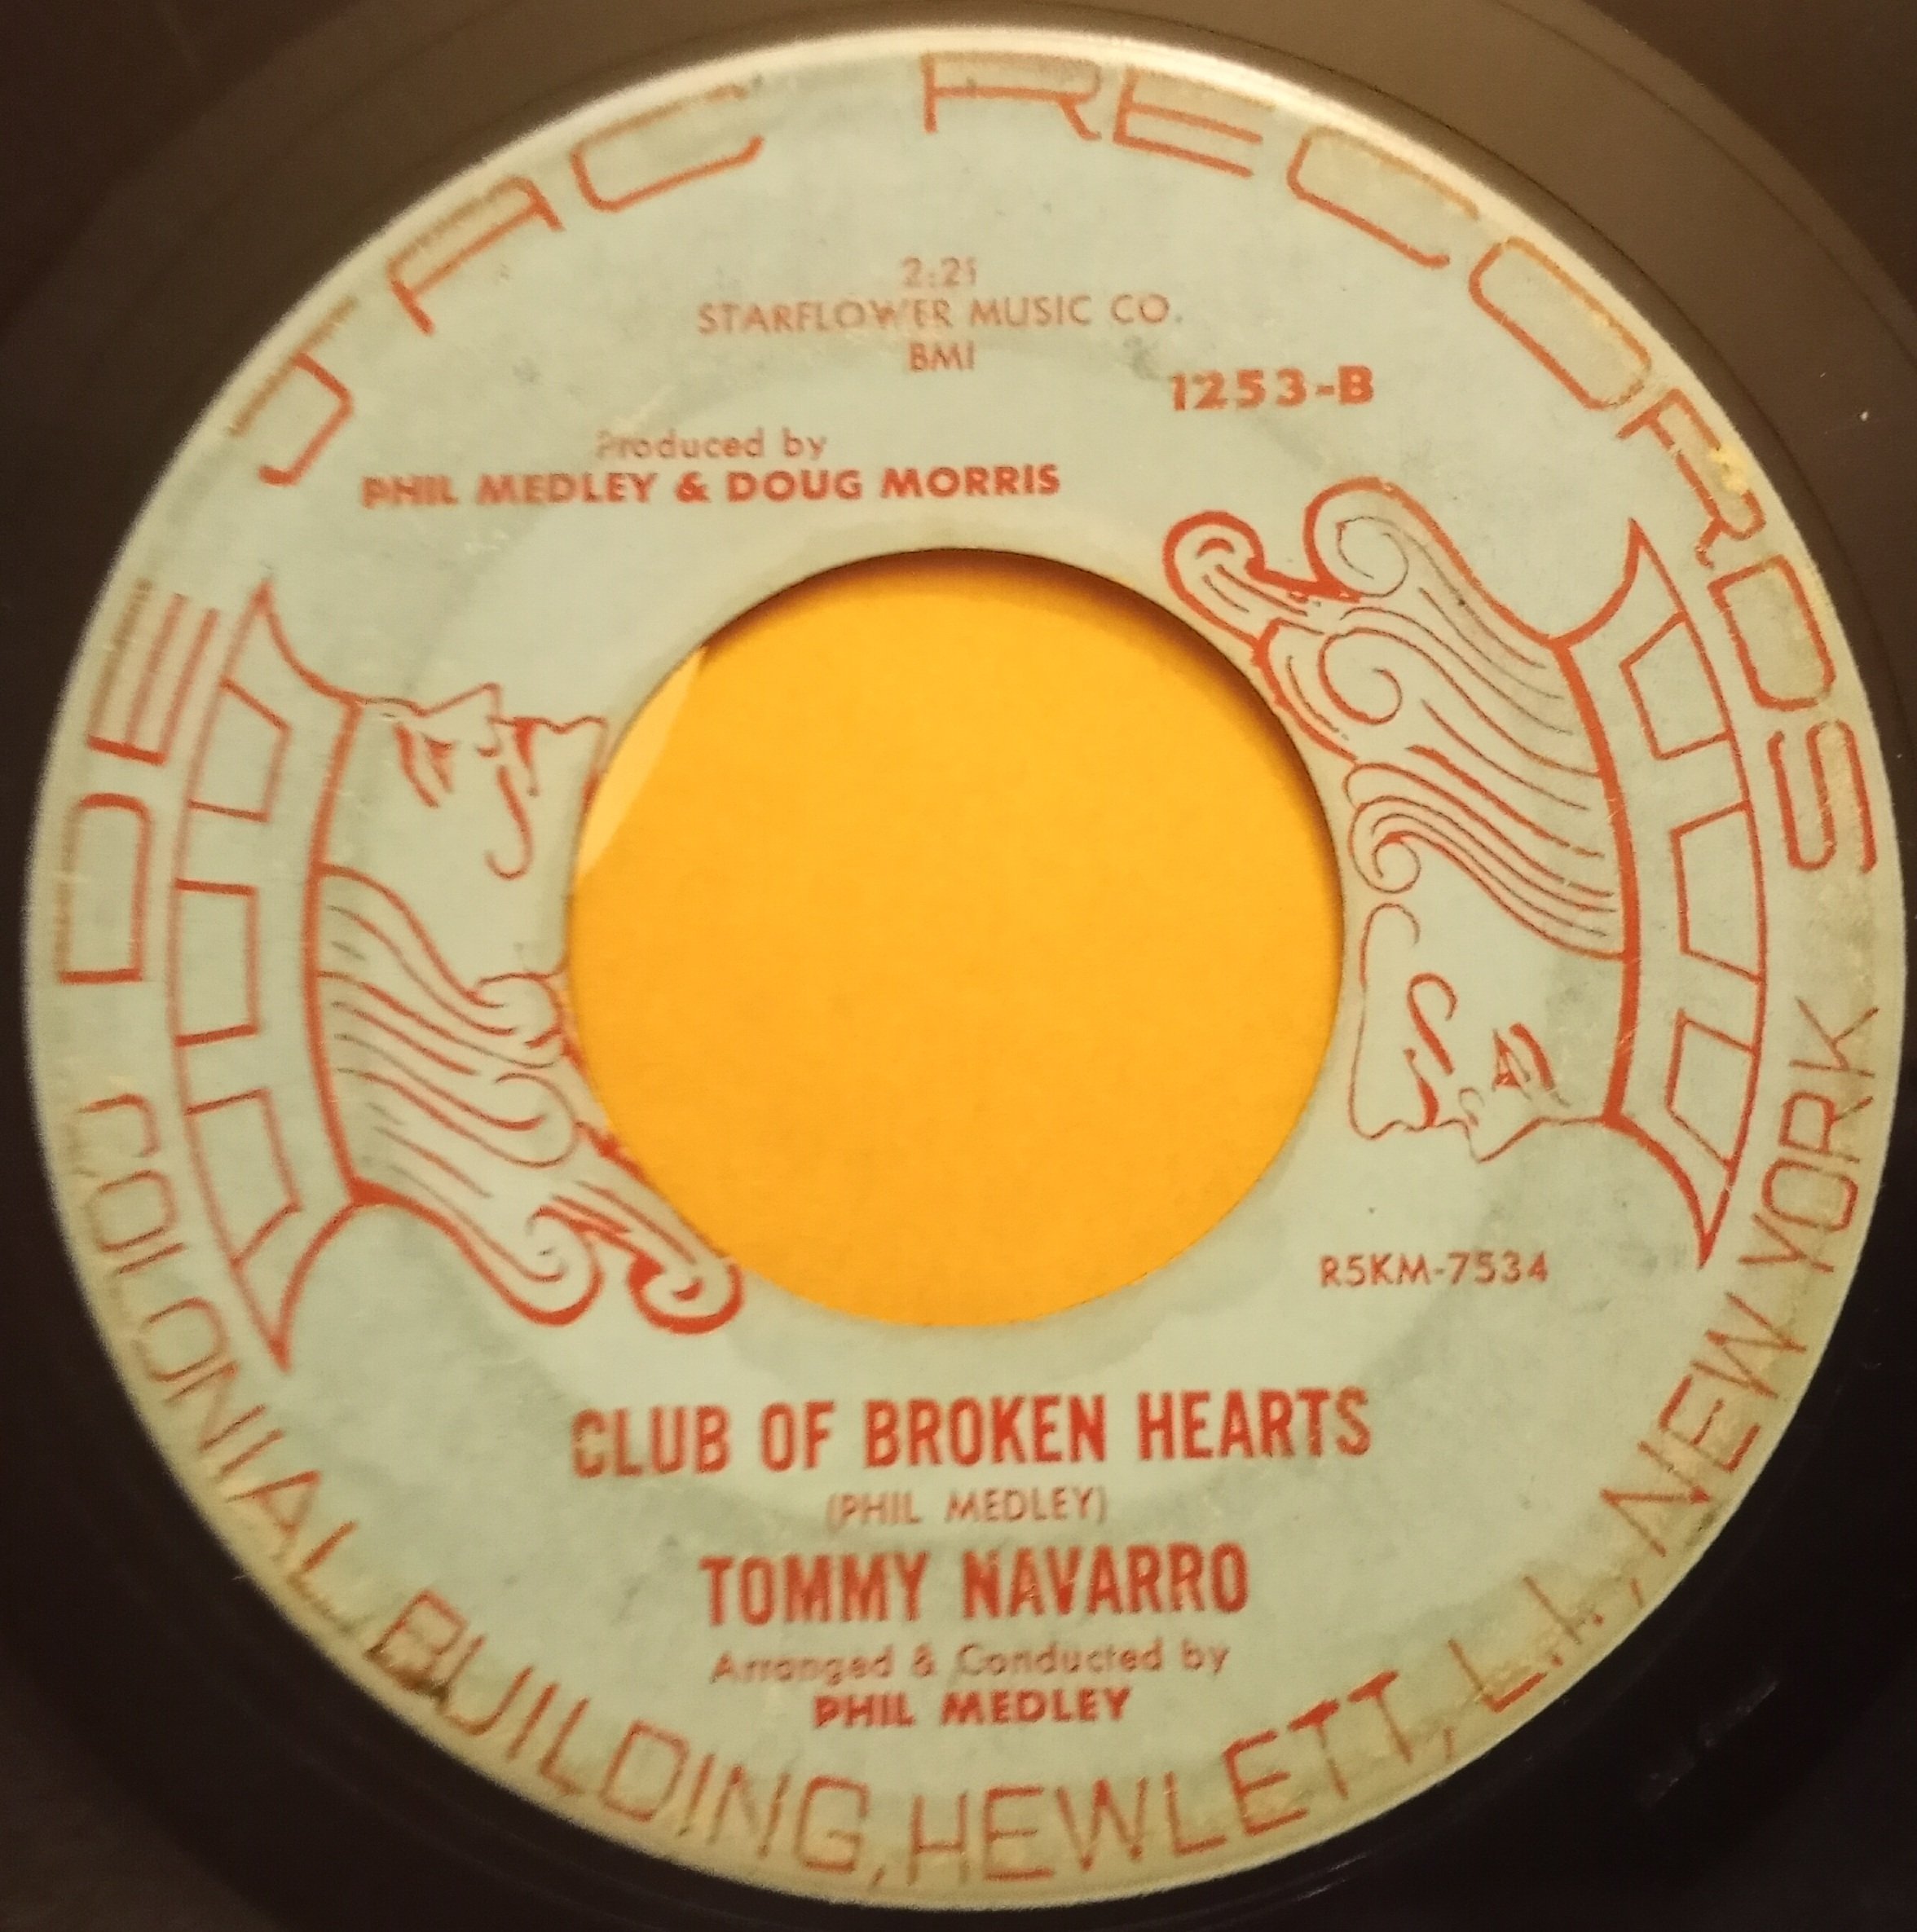 DE JAC RECORDS
2:21
STARFLOWER MUSIC CO.
BMI
1253-B
Produced by
PHIL MEDLEY & DOUG MORRIS
R5KM-7534
CLUB OF BROKEN HEARTS
(PHIL MEDLEY)
TOMMY NAVARRO
Arranged & Conducted by
PHIL MEDLEY
COLONIAL BUILDING, HEWLETT, L.I., NEW YORK